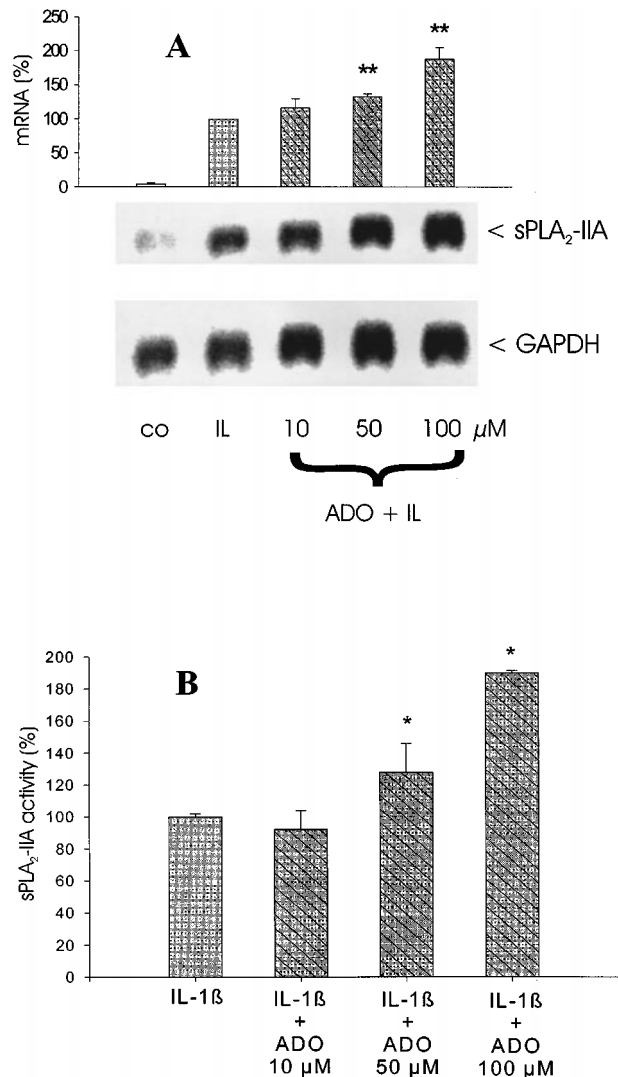 250
200
150
100
50
0
mRNA (%)
A
**
**
< sPLA₂-IIA
< GAPDH
co IL 10 50 100 µM
ADO + IL
200
180
160
140
120
100
80
60
40
20
0
sPLA₂-IIA activity (%)
B
*
*
IL-1ß IL-1ß IL-1ß IL-1ß
+ + +
ADO ADO ADO
10 µM 50 µM 100 µM